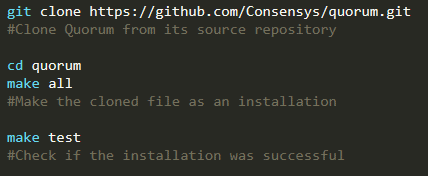 git clone https://github.com/Consensys/quorum.git
#Clone Quorum from its source repository
cd quorum
make all
#Make the cloned file as an installation
make test
#Check if the installation was successful